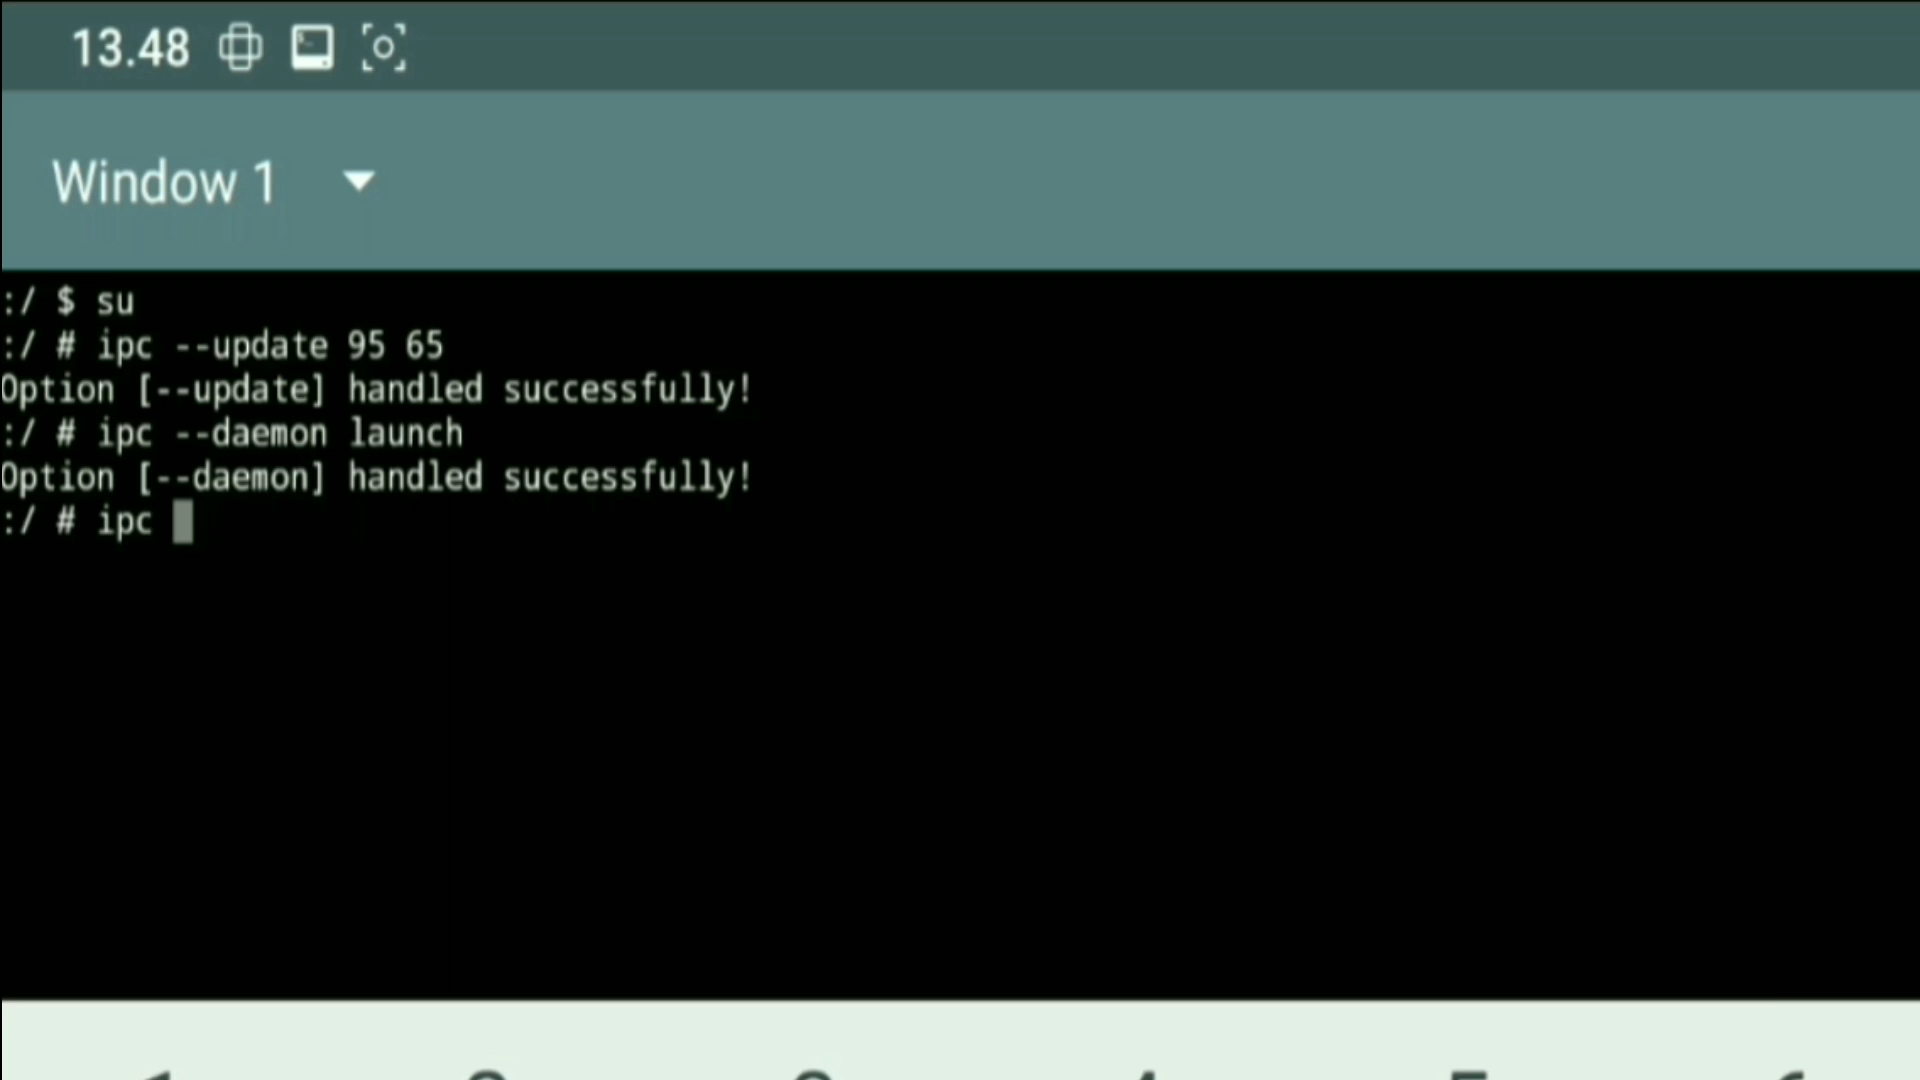 13.48
Window 1
:/ $ su
:/ # ipc --update 95 65
Option [--update] handled successfully!
:/ # ipc --daemon launch
Option [--daemon] handled successfully!
:/ # ipc